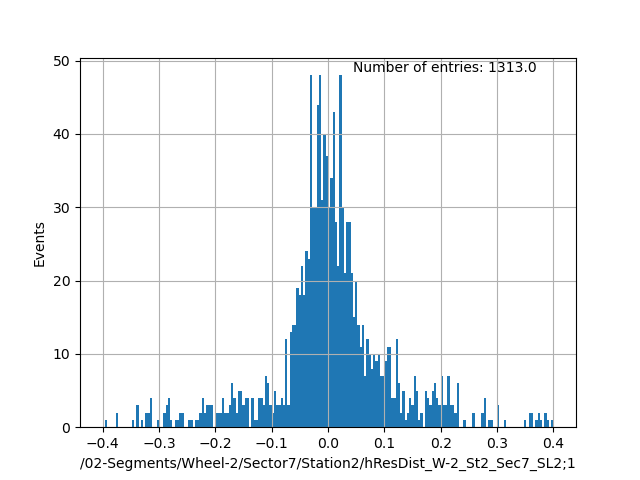 Number of entries: 1313.0
50
40
30
20
10
0
Events
−0.4 −0.3 −0.2 −0.1 0.0 0.1 0.2 0.3 0.4
/02-Segments/Wheel-2/Sector7/Station2/hResDist_W-2_St2_Sec7_SL2;1